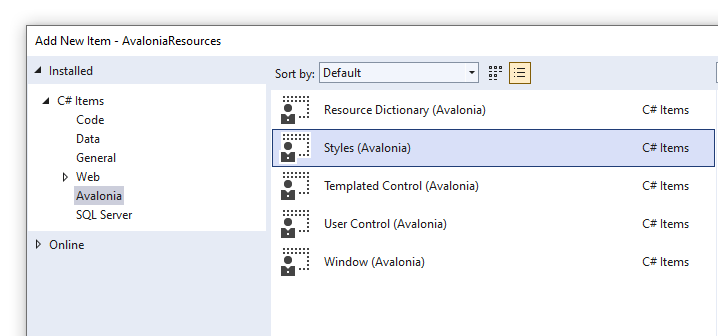 Add New Item - AvaloniaResources
Installed
Sort by: Default
C# Items
Code
Data
General
Web
Avalonia
SQL Server
Online
Resource Dictionary (Avalonia) C# Items
Styles (Avalonia) C# Items
Templated Control (Avalonia) C# Items
User Control (Avalonia) C# Items
Window (Avalonia) C# Items